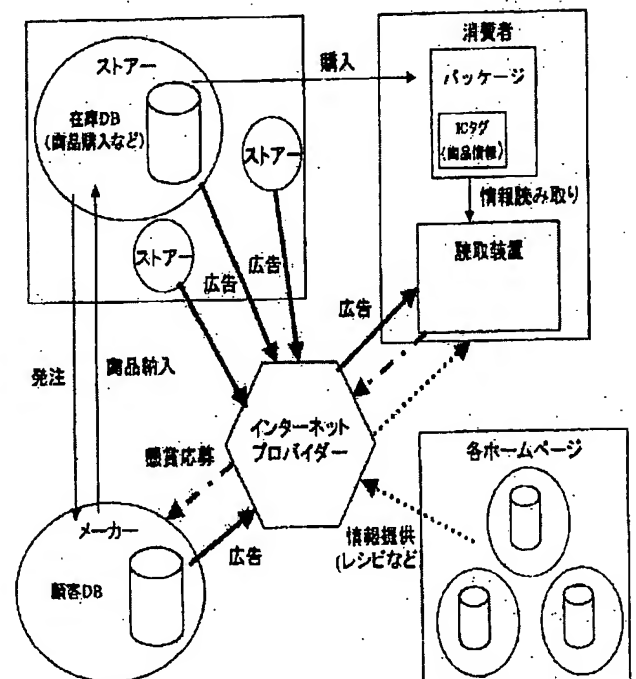 ストアー
在庫DB
(商品購入など)
ストアー
ストアー
購入
消費者
パッケージ
ICタグ
(商品情報)
情報読み取り
読取装置
広告
広告
広告
発注
商品納入
インターネット
プロバイダー
懸賞応募
メーカー
顧客DB
広告
情報提供
(レシピなど
各ホームページ